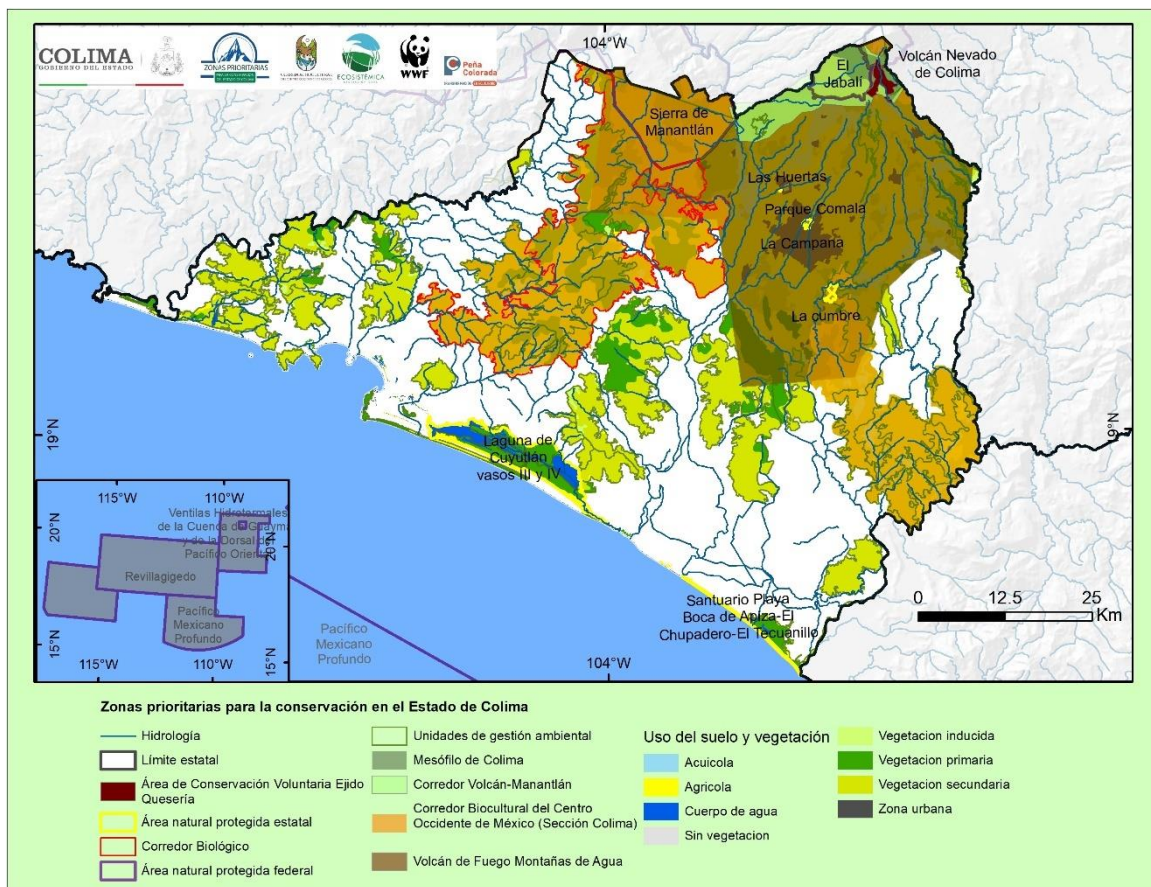 COLIMA
GOBIERNO DEL ESTADO
ZONAS PRIORITARIAS
ECOSISTÉMICA
WWF
Peña
Colorada
104°W
Volcán Nevado
de Colima
El
Jabalí
Sierra de
Manantlán
Las Huertas
Parque Comala
La Campana
La cumbre
19°N
19°N
Laguna de
Cuyutlán
vasos III y IV
Santuario Playa
Boca de Apiza-El
Chupadero-El Tecuanillo
0 12.5 25
Km
104°W
Pacífico
Mexicano
Profundo
115°W 110°W
20°N
20°N
Ventilas Hidrotermales
de la Cuenca de Guayma
y de la Dorsal del
Pacífico Orient
Revillagigedo
Pacífico
Mexicano
Profundo
15°N
15°N
115°W 110°W
Zonas prioritarias para la conservación en el Estado de Colima
Hidrología
Límite estatal
Área de Conservación Voluntaria Ejido
Quesería
Área natural protegida estatal
Corredor Biológico
Área natural protegida federal
Unidades de gestión ambiental
Mesófilo de Colima
Corredor Volcán-Manantlán
Corredor Biocultural del Centro
Occidente de México (Sección Colima)
Volcán de Fuego Montañas de Agua
Uso del suelo y vegetación
Acuicola
Agricola
Cuerpo de agua
Sin vegetacion
Vegetacion inducida
Vegetacion primaria
Vegetacion secundaria
Zona urbana